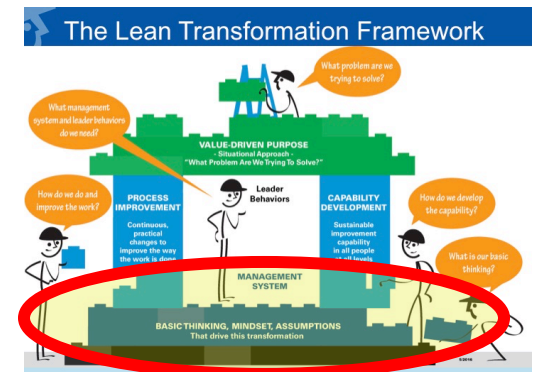 The Lean Transformation Framework
What problem are we
trying to solve?
What management
system and leader behaviors
do we need?
VALUE-DRIVEN PURPOSE
- Situational Approach -
"What Problem Are We Trying To Solve?"
How do we do and
improve the work?
PROCESS
IMPROVEMENT
Continuous,
practical
changes to
improve the way
the work is done
Leader
Behaviors
CAPABILITY
DEVELOPMENT
Sustainable
improvement
capability
in all people
at all levels
How do we develop
the capability?
What is our basic
thinking?
MANAGEMENT
SYSTEM
BASIC THINKING, MINDSET, ASSUMPTIONS
That drive this transformation